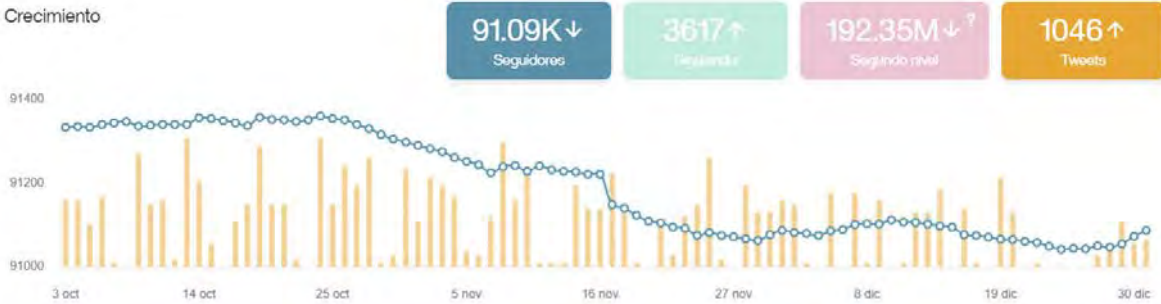 Crecimiento
91.09K↓
Seguidores
3617↑
Siguiendo
192.35M↓?
Segundo nivel
1046↑
Tweets
91400
91200
91000
3 oct
14 oct
25 oct
5 nov
16 nov
27 nov
8 dic
19 dic
30 dic